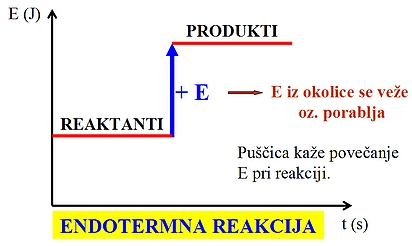 E (J)
PRODUKTI
+ E
E iz okolice se veže
oz. porablja
REAKTANTI
Puščica kaže povečanje
E pri reakciji.
ENDOTERMNA REAKCIJA
t (s)